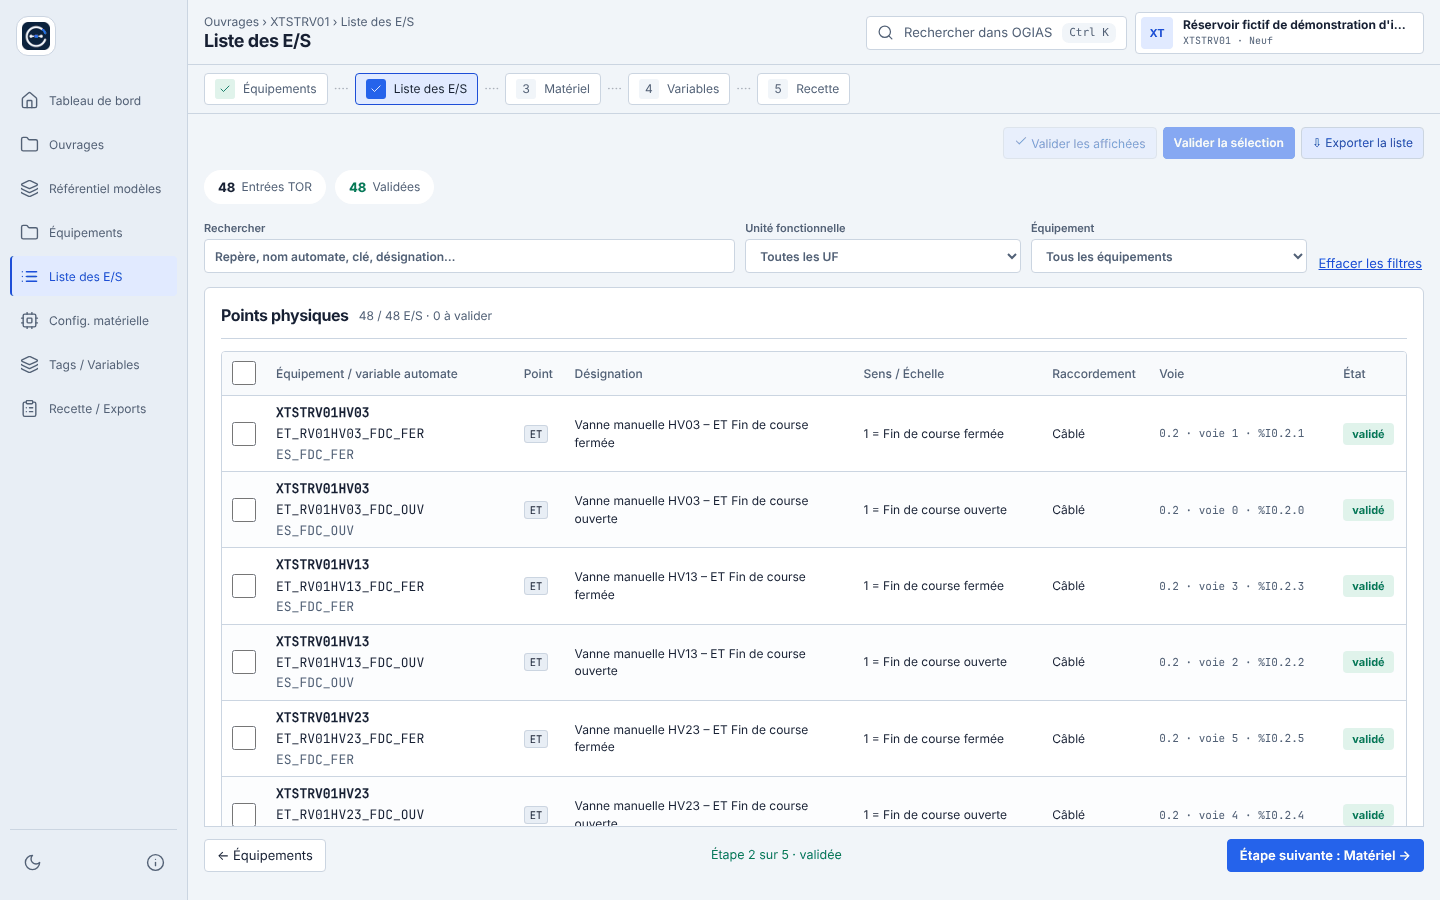 Ouvrages › XTSTRV01 › Liste des E/S
Liste des E/S
Rechercher dans OGIAS Ctrl K
XT
Réservoir fictif de démonstration d'i...
XTSTRV01 · Neuf
Tableau de bord
Ouvrages
Référentiel modèles
Équipements
Liste des E/S
Config. matérielle
Tags / Variables
Recette / Exports
Équipements
Liste des E/S
3 Matériel
4 Variables
5 Recette
Valider les affichées
Valider la sélection
⇩ Exporter la liste
48 Entrées TOR
48 Validées
Rechercher
Repère, nom automate, clé, désignation...
Unité fonctionnelle
Toutes les UF
Équipement
Tous les équipements
Effacer les filtres
Points physiques 48 / 48 E/S · 0 à valider
Équipement / variable automate Point Désignation Sens / Échelle Raccordement Voie État
XTSTRV01HV03
ET_RV01HV03_FDC_FER
ES_FDC_FER
ET
Vanne manuelle HV03 – ET Fin de course
fermée
1 = Fin de course fermée
Câblé
0.2 · voie 1 · %I0.2.1
validé
XTSTRV01HV03
ET_RV01HV03_FDC_OUV
ES_FDC_OUV
ET
Vanne manuelle HV03 – ET Fin de course
ouverte
1 = Fin de course ouverte
Câblé
0.2 · voie 0 · %I0.2.0
validé
XTSTRV01HV13
ET_RV01HV13_FDC_FER
ES_FDC_FER
ET
Vanne manuelle HV13 – ET Fin de course
fermée
1 = Fin de course fermée
Câblé
0.2 · voie 3 · %I0.2.3
validé
XTSTRV01HV13
ET_RV01HV13_FDC_OUV
ES_FDC_OUV
ET
Vanne manuelle HV13 – ET Fin de course
ouverte
1 = Fin de course ouverte
Câblé
0.2 · voie 2 · %I0.2.2
validé
XTSTRV01HV23
ET_RV01HV23_FDC_FER
ES_FDC_FER
ET
Vanne manuelle HV23 – ET Fin de course
fermée
1 = Fin de course fermée
Câblé
0.2 · voie 5 · %I0.2.5
validé
XTSTRV01HV23
ET_RV01HV23_FDC_OUV
ET
Vanne manuelle HV23 – ET Fin de course
ouverte
1 = Fin de course ouverte
Câblé
0.2 · voie 4 · %I0.2.4
validé
← Équipements
Étape 2 sur 5 · validée
Étape suivante : Matériel →